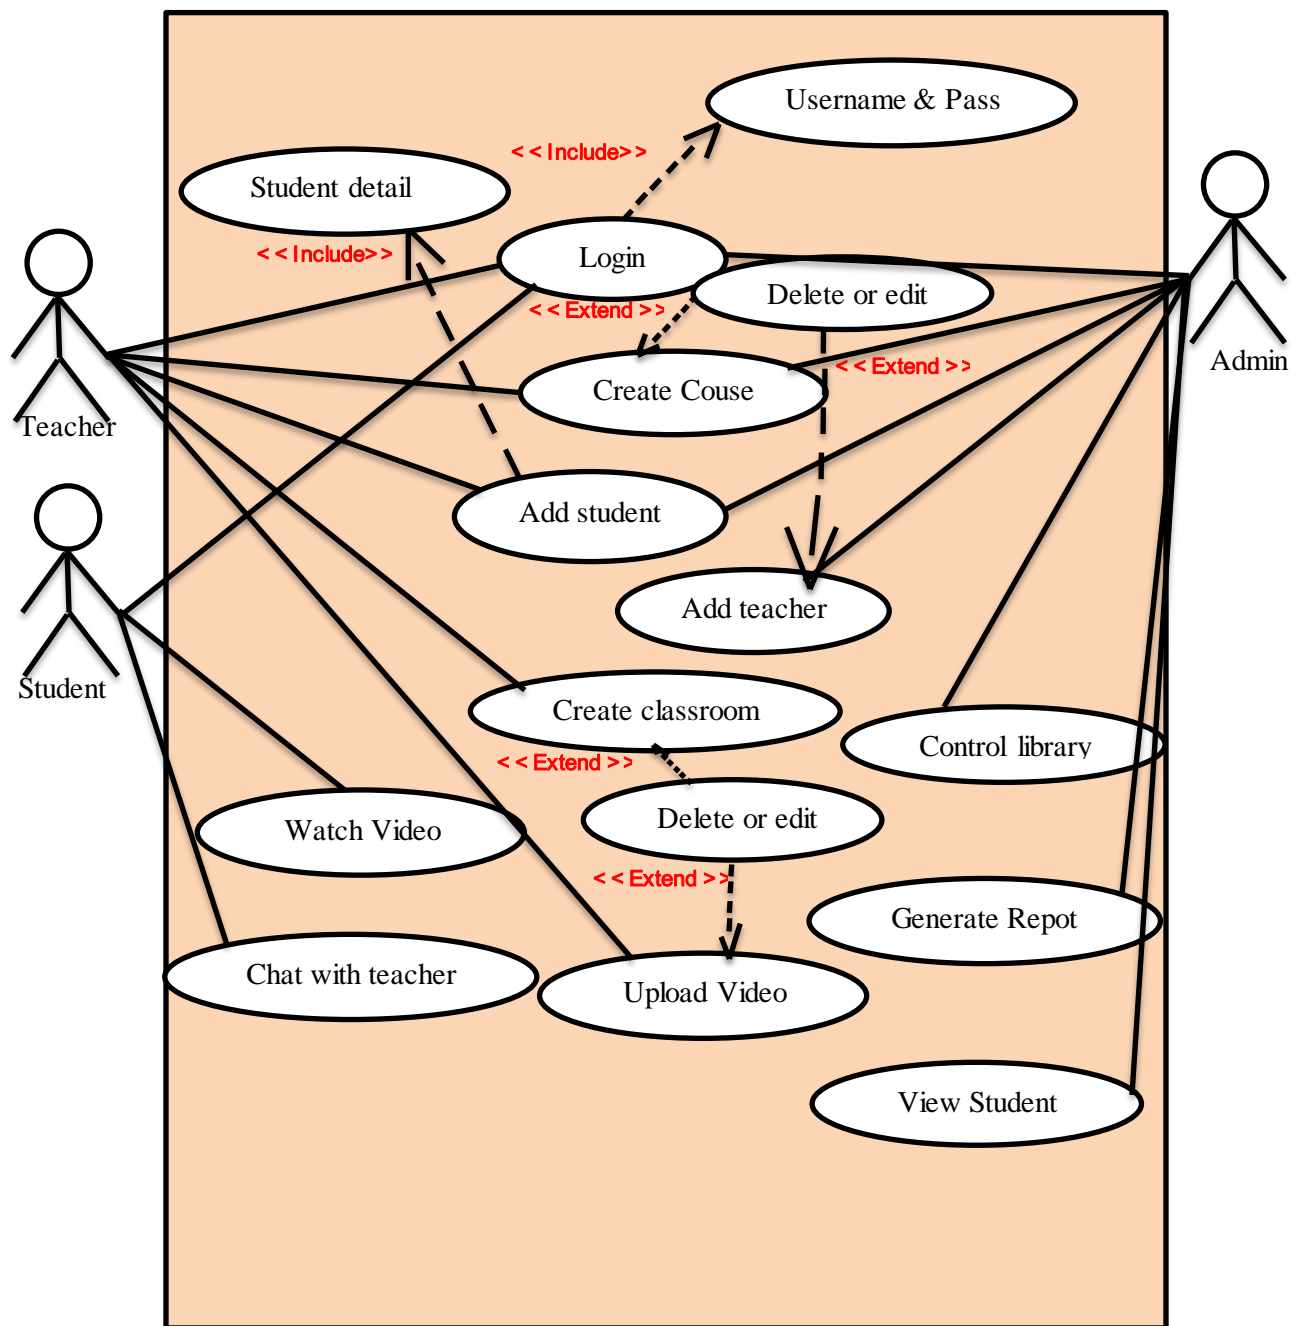 Username & Pass
<<Include>>
Student detail
<<Include>>
Login
Delete or edit
<<Extend>>
<<Extend>>
Admin
Create Couse
Teacher
Add student
Add teacher
Student
Create classroom
Control library
<<Extend>>
Delete or edit
Watch Video
<<Extend>>
Generate Repot
Chat with teacher
Upload Video
View Student